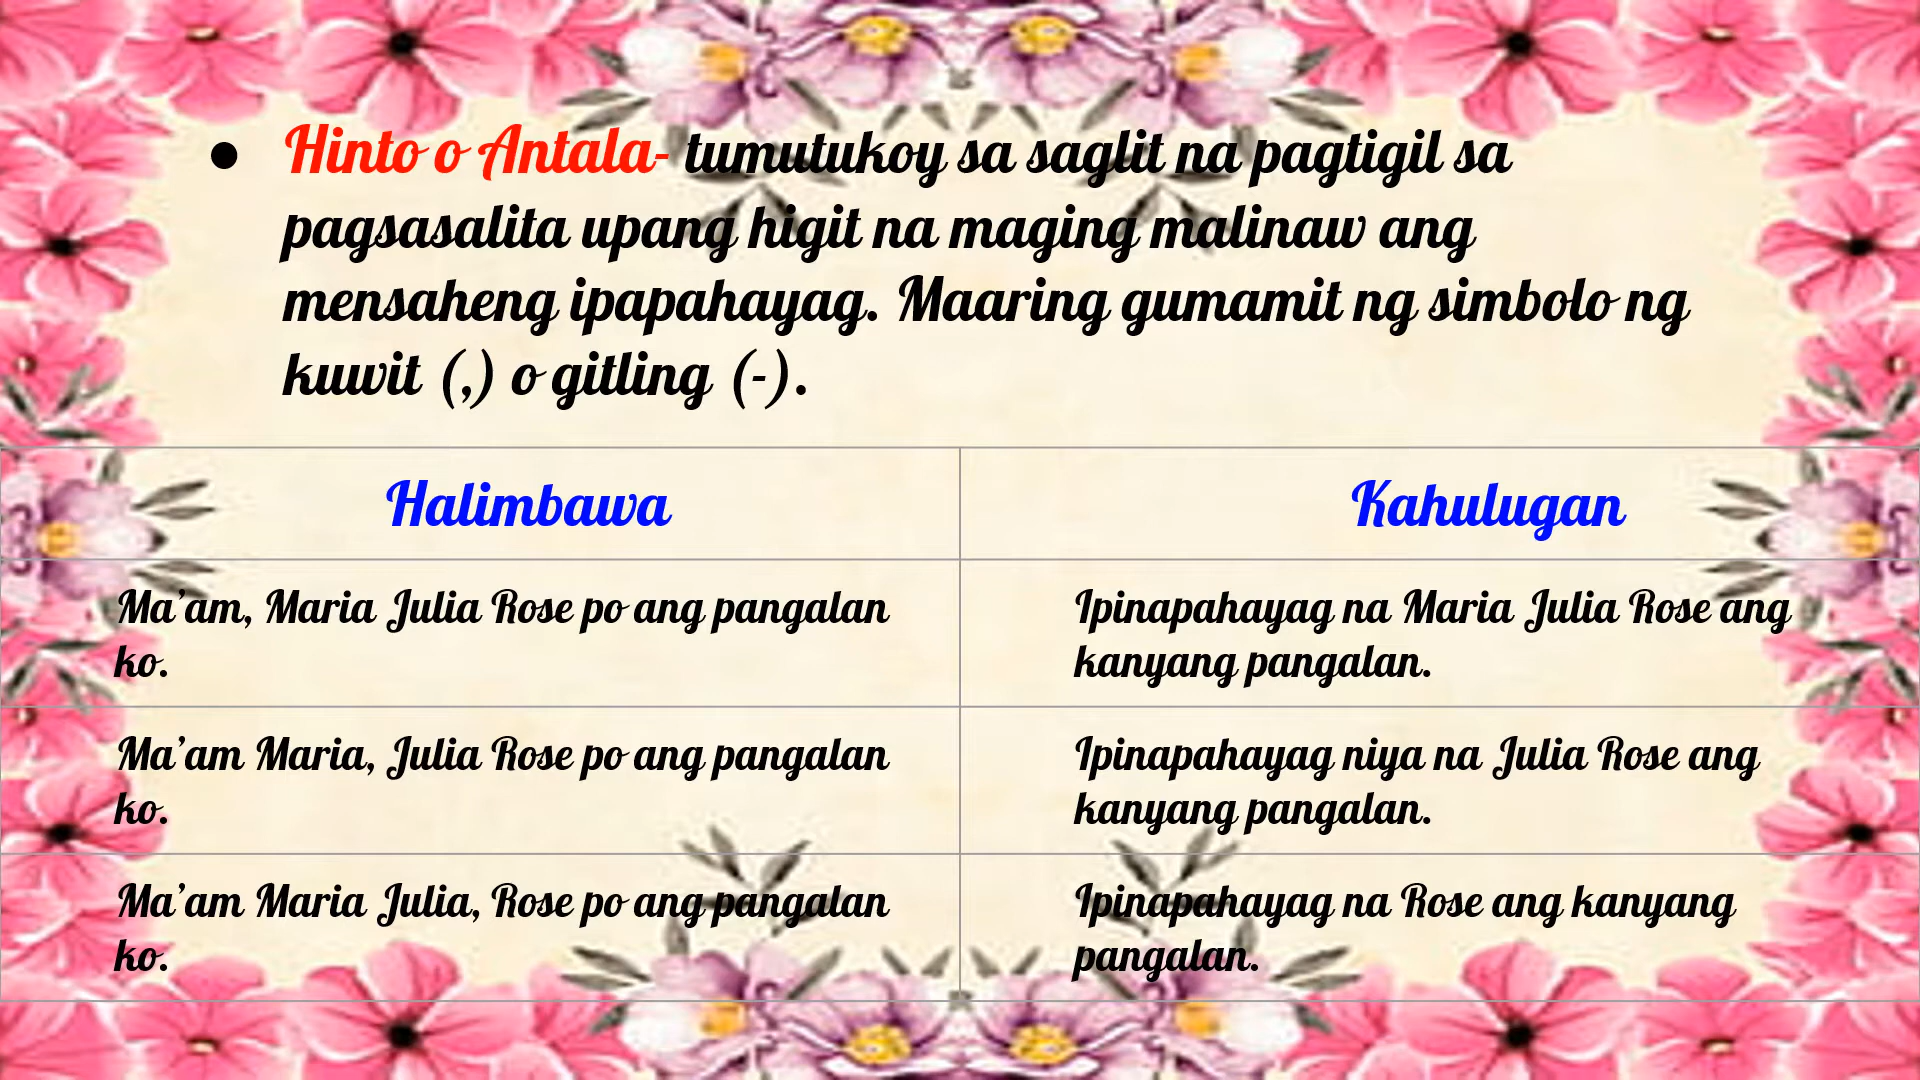 ● Hinto o Antala- tumutukoy sa saglit na pagtigil sa
pagsasalita upang higit na maging malinaw ang
mensaheng ipapahayag. Maaring gumamit ng simbolo ng
kuwit (,) o gitling (-).
Halimbawa
Kahulugan
Ma’am, Maria Julia Rose po ang pangalan
ko.
Ipinapahayag na Maria Julia Rose ang
kanyang pangalan.
Ma’am Maria, Julia Rose po ang pangalan
ko.
Ipinapahayag niya na Julia Rose ang
kanyang pangalan.
Ma’am Maria Julia, Rose po ang pangalan
ko.
Ipinapahayag na Rose ang kanyang
pangalan.